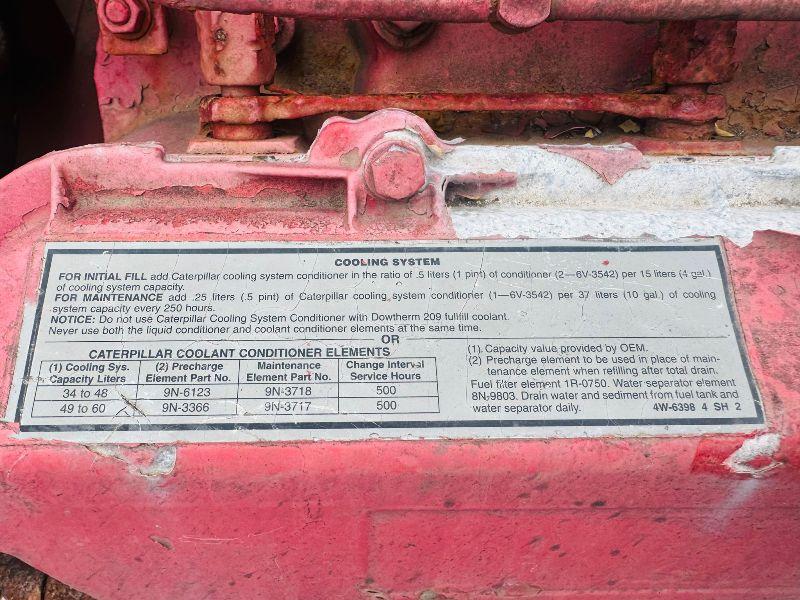 COOLING SYSTEM
FOR INITIAL FILL add Caterpillar cooling system conditioner in the ratio of .5 liters (1 pint) of conditioner (2—6V-3542) per 15 liters (4 gal.)
of cooling system capacity.
FOR MAINTENANCE add .25 liters (.5 pint) of Caterpillar cooling system conditioner (1—6V-3542) per 37 liters (10 gal.) of cooling
system capacity every 250 hours.
NOTICE: Do not use Caterpillar Cooling System Conditioner with Dowtherm 209 fullfill coolant.
Never use both the liquid conditioner and coolant conditioner elements at the same time.
OR
CATERPILLAR COOLANT CONDITIONER ELEMENTS
(1) Cooling Sys. (2) Precharge Maintenance Change Interval
Capacity Liters Element Part No. Element Part No. Service Hours
34 to 48 9N-6123 9N-3718 500
49 to 60 9N-3366 9N-3717 500
(1) Capacity value provided by OEM.
(2) Precharge element to be used in place of main-
tenance element when refilling after total drain.
Fuel filter element 1R-0750. Water separator element
8N-9803. Drain water and sediment from fuel tank and
water separator daily. 4W-6398 4 SH 2